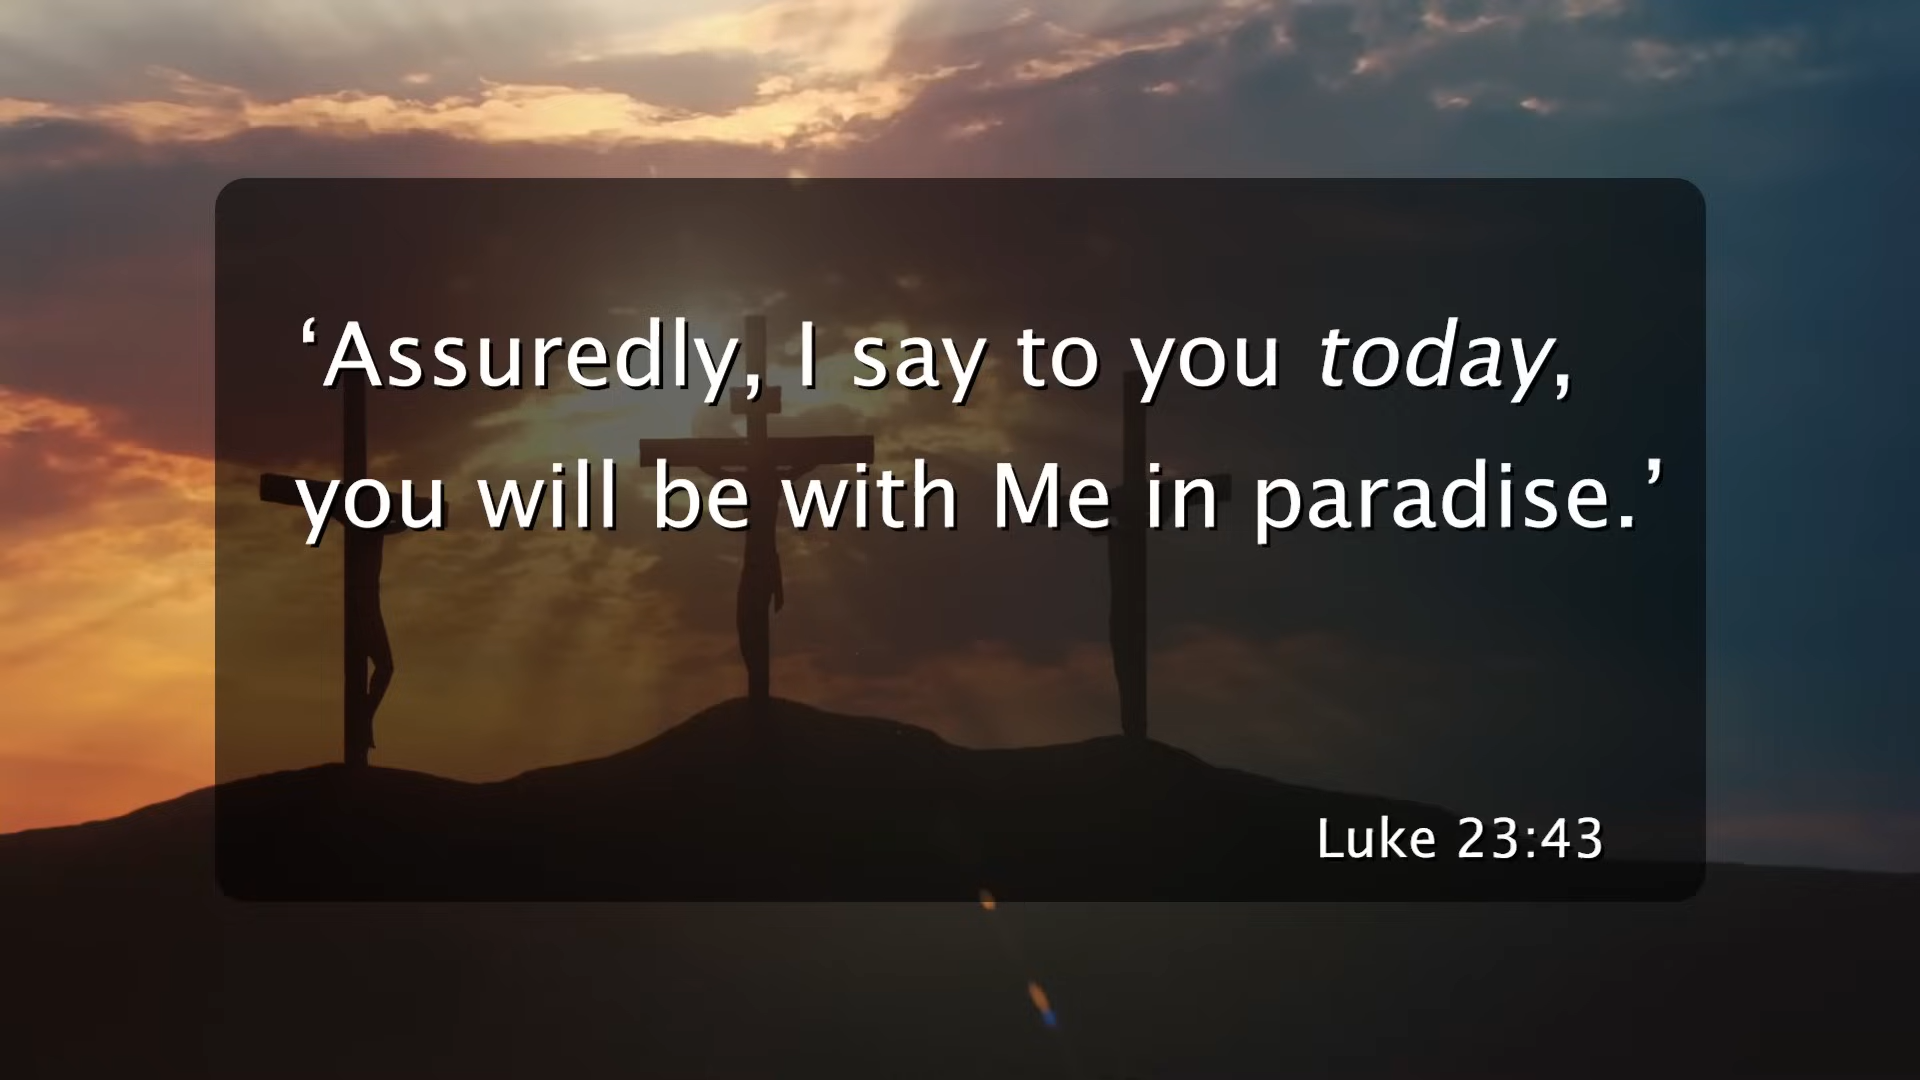 ‘Assuredly, I say to you today,
you will be with Me in paradise.’
Luke 23:43